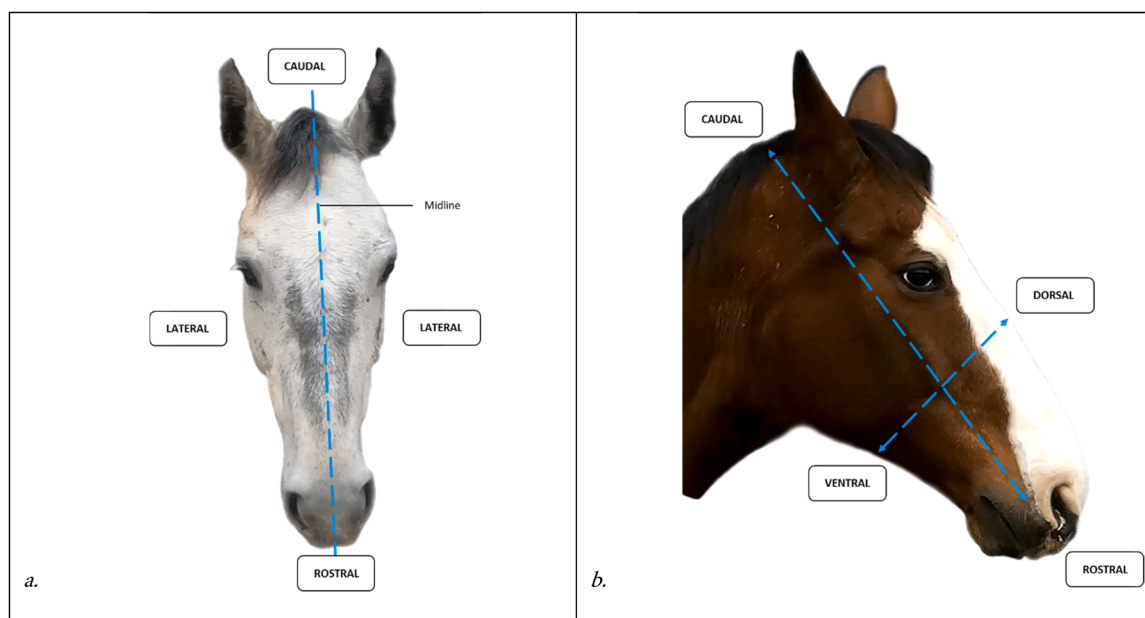 CAUDAL
Midline
LATERAL
LATERAL
ROSTRAL
a.
CAUDAL
DORSAL
VENTRAL
ROSTRAL
b.